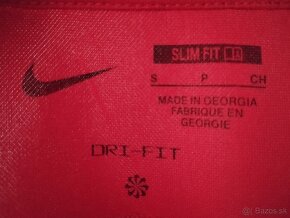 SLIM FIT
S P CH
MADE IN GEORGIA
FABRIQUE EN
GEORGIE
DRI-FIT
bazos.sk